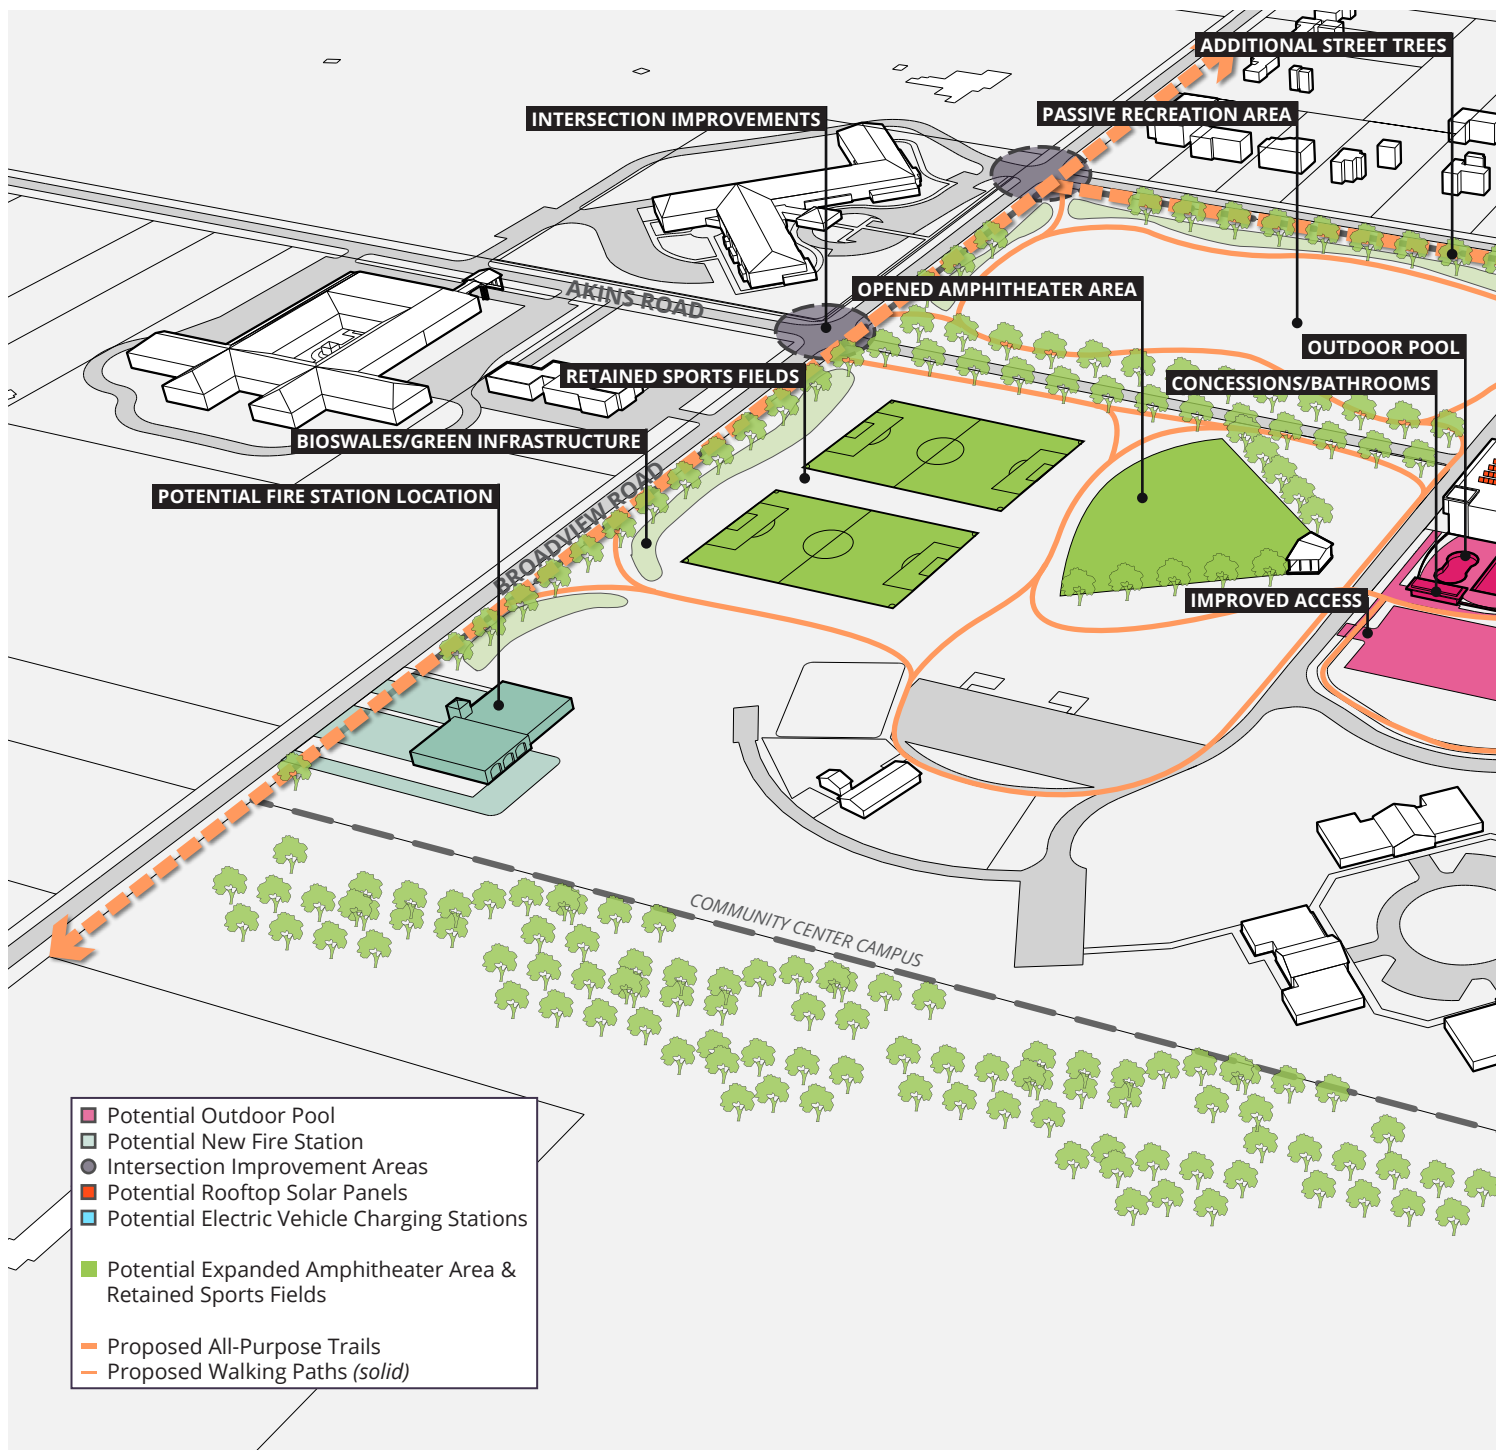 ADDITIONAL STREET TREES
PASSIVE RECREATION AREA
INTERSECTION IMPROVEMENTS
OPENED AMPHITHEATER AREA
AKINS ROAD
OUTDOOR POOL
RETAINED SPORTS FIELDS
CONCESSIONS/BATHROOMS
BIOSWALES/GREEN INFRASTRUCTURE
POTENTIAL FIRE STATION LOCATION
BROADVIEW ROAD
IMPROVED ACCESS
COMMUNITY CENTER CAMPUS
Potential Outdoor Pool
Potential New Fire Station
Intersection Improvement Areas
Potential Rooftop Solar Panels
Potential Electric Vehicle Charging Stations
Potential Expanded Amphitheater Area &
Retained Sports Fields
Proposed All-Purpose Trails
Proposed Walking Paths (solid)